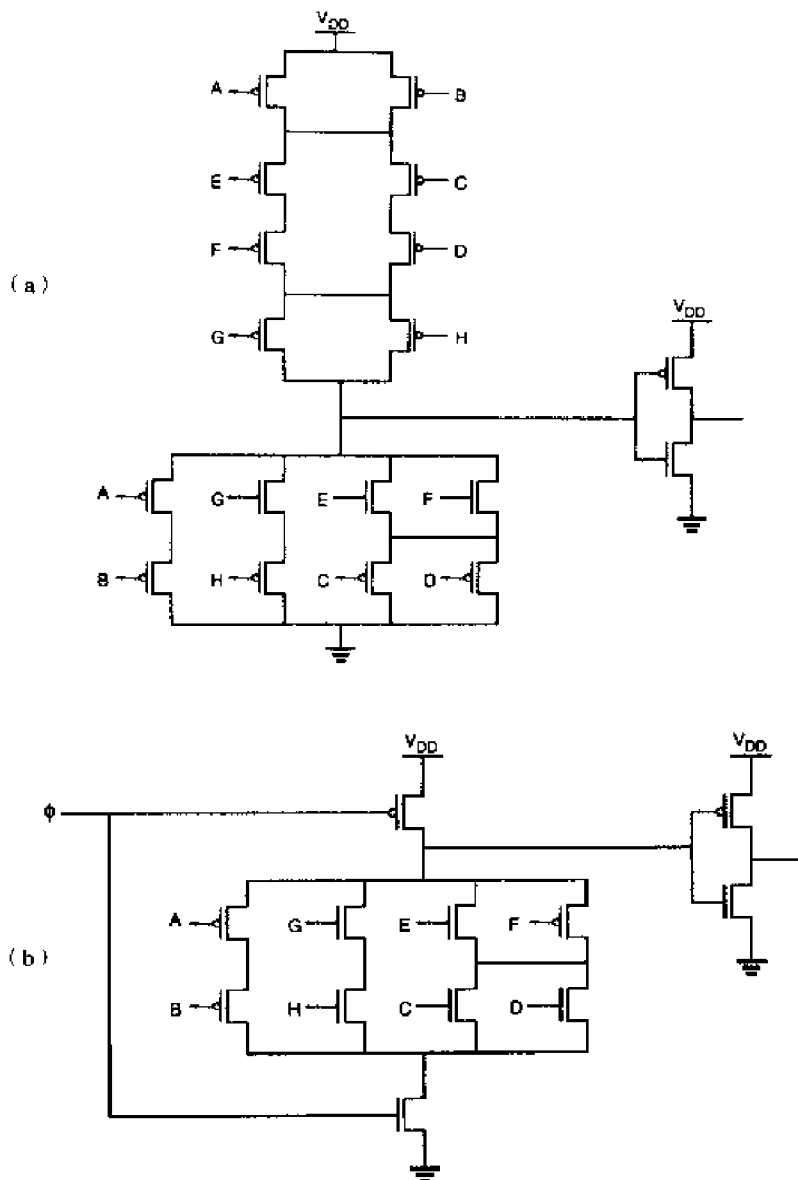 V_DD
A B
E C
F D
(a)
G H
V_DD
A G E F
B H C D
V_DD V_DD
φ
A G E F
(b)
B H C D